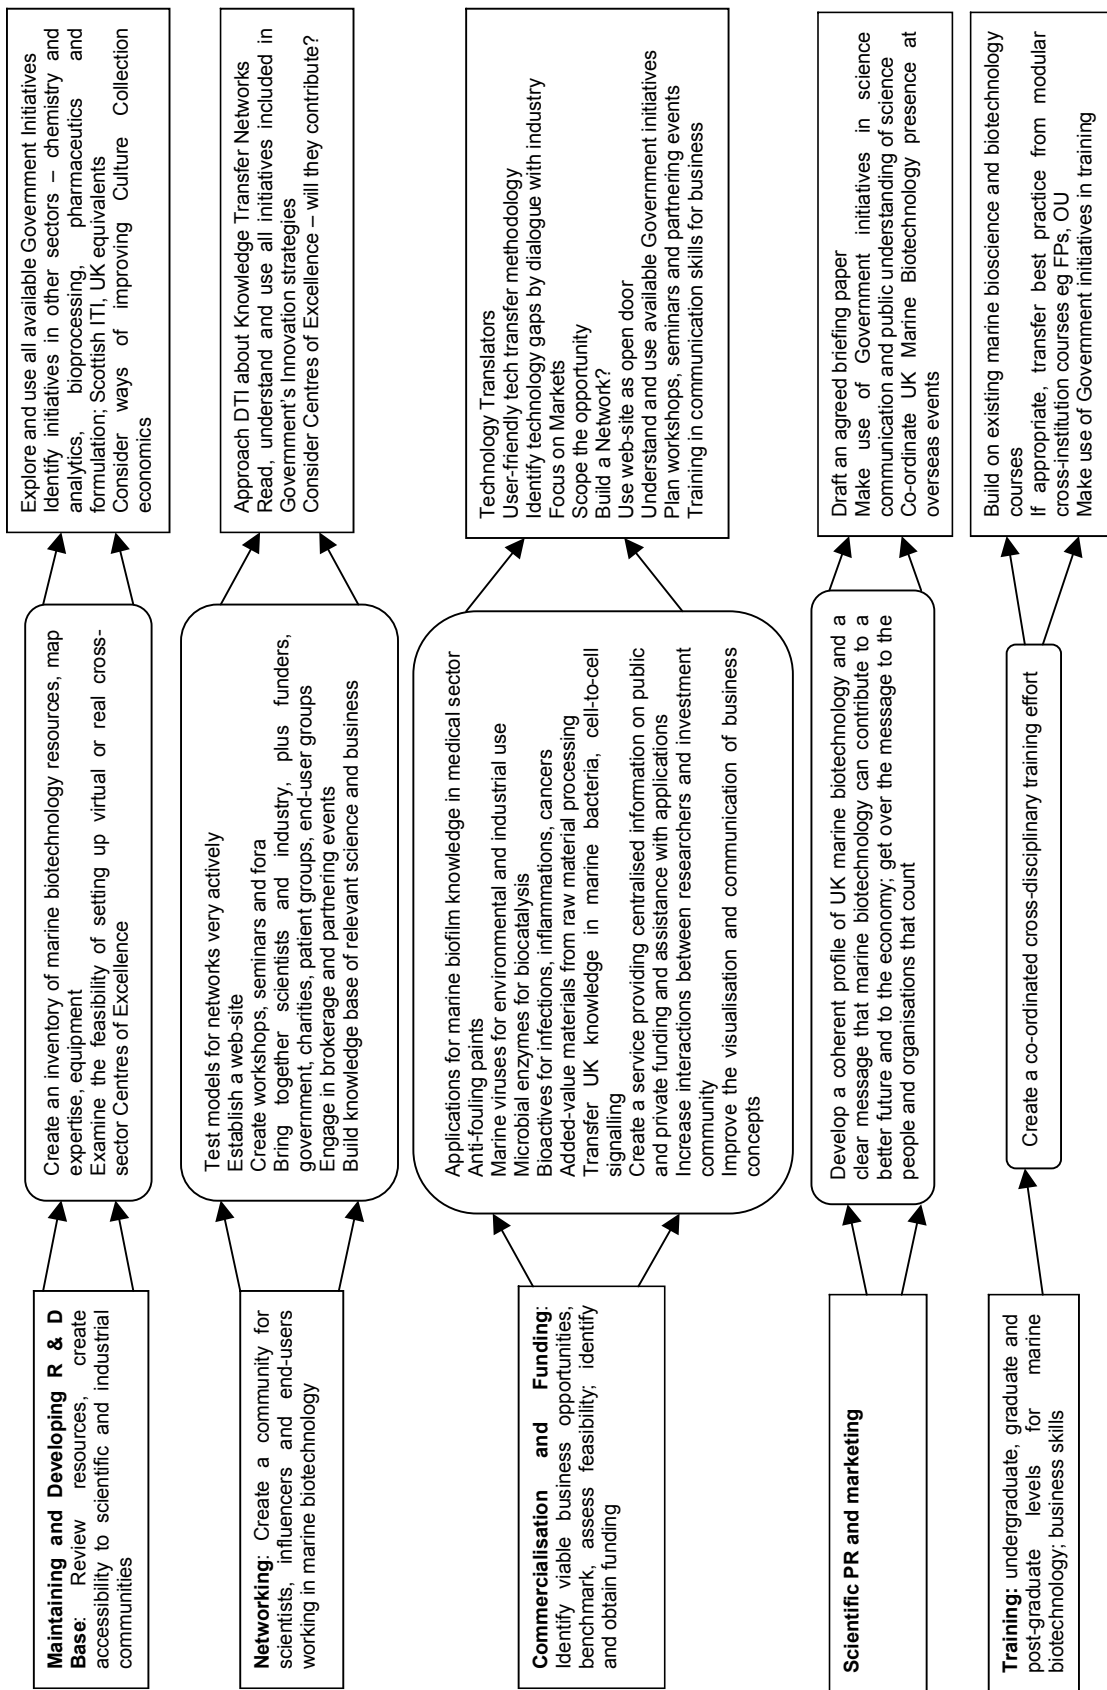 Maintaining and Developing R & D
Base: Review resources, create
accessibility to scientific and industrial
communities
Create an inventory of marine biotechnology resources, map
expertise, equipment
Examine the feasibility of setting up virtual or real cross-
sector Centres of Excellence
Explore and use all available Government Initiatives
Identify initiatives in other sectors – chemistry and
analytics, bioprocessing, pharmaceutics and
formulation; Scottish ITI, UK equivalents
Consider ways of improving Culture Collection
economics
Networking: Create a community for
scientists, influencers and end-users
working in marine biotechnology
Test models for networks very actively
Establish a web-site
Create workshops, seminars and fora
Bring together scientists and industry, plus funders,
government, charities, patient groups, end-user groups
Engage in brokerage and partnering events
Build knowledge base of relevant science and business
Approach DTI about Knowledge Transfer Networks
Read, understand and use all initiatives included in
Government's Innovation strategies
Consider Centres of Excellence – will they contribute?
Commercialisation and Funding:
Identify viable business opportunities,
benchmark, assess feasibility; identify
and obtain funding
Applications for marine biofilm knowledge in medical sector
Anti-fouling paints
Marine viruses for environmental and industrial use
Microbial enzymes for biocatalysis
Bioactives for infections, inflammations, cancers
Added-value materials from raw material processing
Transfer UK knowledge in marine bacteria, cell-to-cell
signalling
Create a service providing centralised information on public
and private funding and assistance with applications
Increase interactions between researchers and investment
community
Improve the visualisation and communication of business
concepts
Technology Translators
User-friendly tech transfer methodology
Identify technology gaps by dialogue with industry
Focus on Markets
Scope the opportunity
Build a Network?
Use web-site as open door
Understand and use available Government initiatives
Plan workshops, seminars and partnering events
Training in communication skills for business
Scientific PR and marketing
Develop a coherent profile of UK marine biotechnology and a
clear message that marine biotechnology can contribute to a
better future and to the economy; get over the message to the
people and organisations that count
Draft an agreed briefing paper
Make use of Government initiatives in science
communication and public understanding of science
Co-ordinate UK Marine Biotechnology presence at
overseas events
Training: undergraduate, graduate and
post-graduate levels for marine
biotechnology; business skills
Create a co-ordinated cross-disciplinary training effort
Build on existing marine bioscience and biotechnology
courses
If appropriate, transfer best practice from modular
cross-institution courses eg FPs, OU
Make use of Government initiatives in training